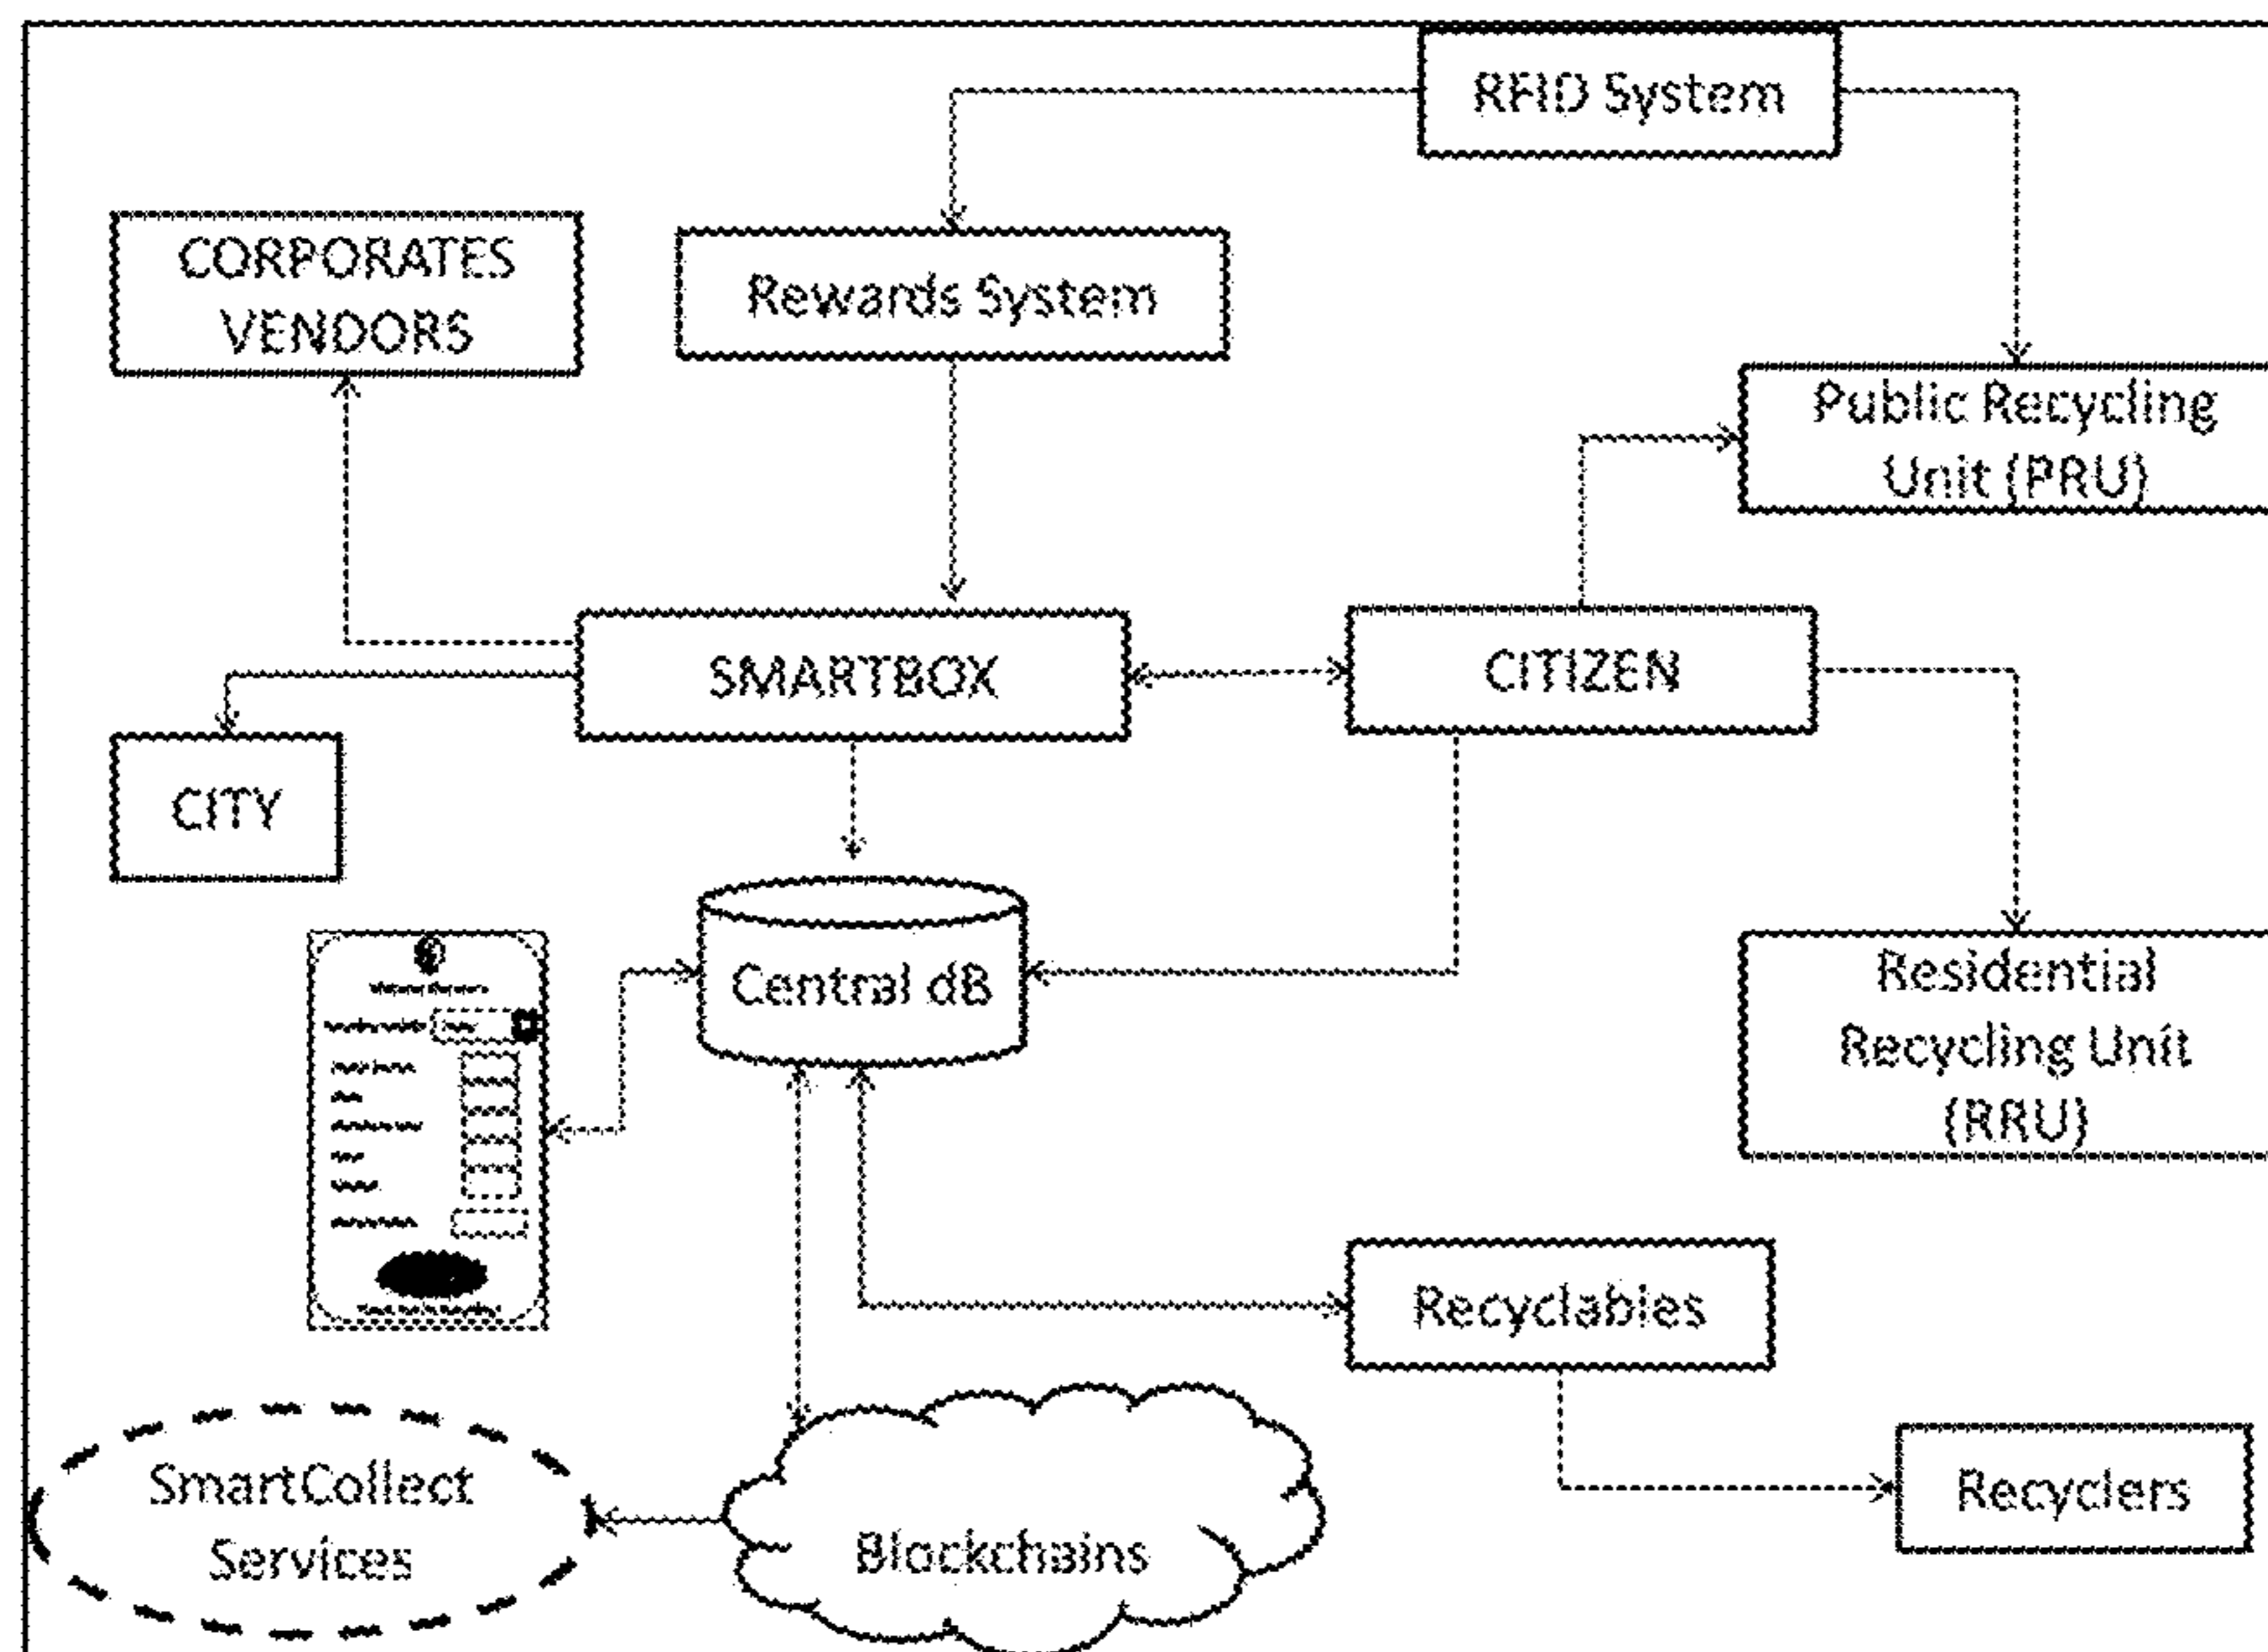 RFID System
CORPORATES
VENDORS
Rewards System
Public Recycling
Unit (PRU)
SMARTBOX
CITIZEN
CITY
Central dB
Residential
Recycling Unit
(RRU)
Recyclables
SmartCollect
Services
Blockchains
Recyclers